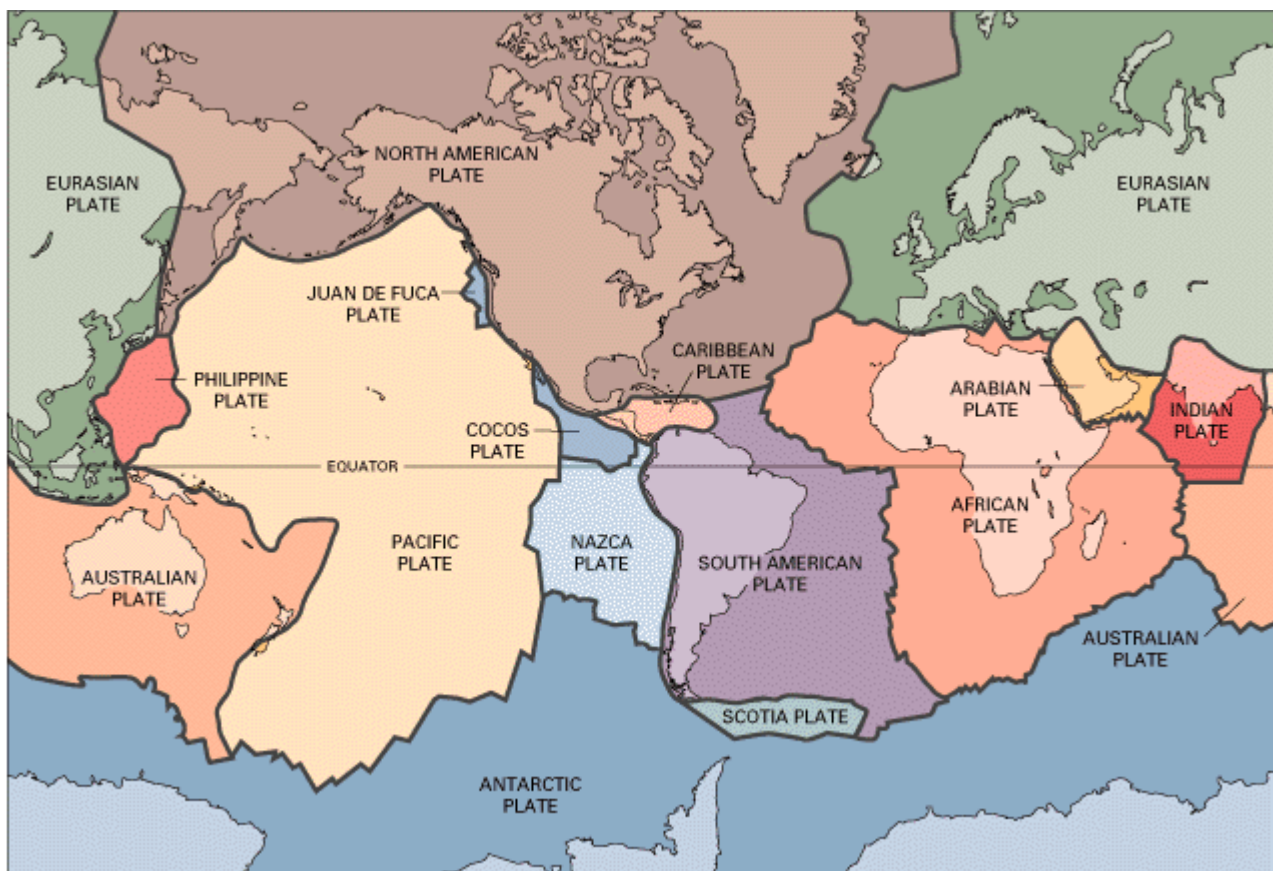 NORTH AMERICAN
PLATE
EURASIAN
PLATE
EURASIAN
PLATE
JUAN DE FUCA
PLATE
CARIBBEAN
PLATE
PHILIPPINE
PLATE
ARABIAN
PLATE
INDIAN
PLATE
COCOS
PLATE
EQUATOR
AFRICAN
PLATE
PACIFIC
PLATE
NAZCA
PLATE
SOUTH AMERICAN
PLATE
AUSTRALIAN
PLATE
AUSTRALIAN
PLATE
SCOTIA PLATE
ANTARCTIC
PLATE